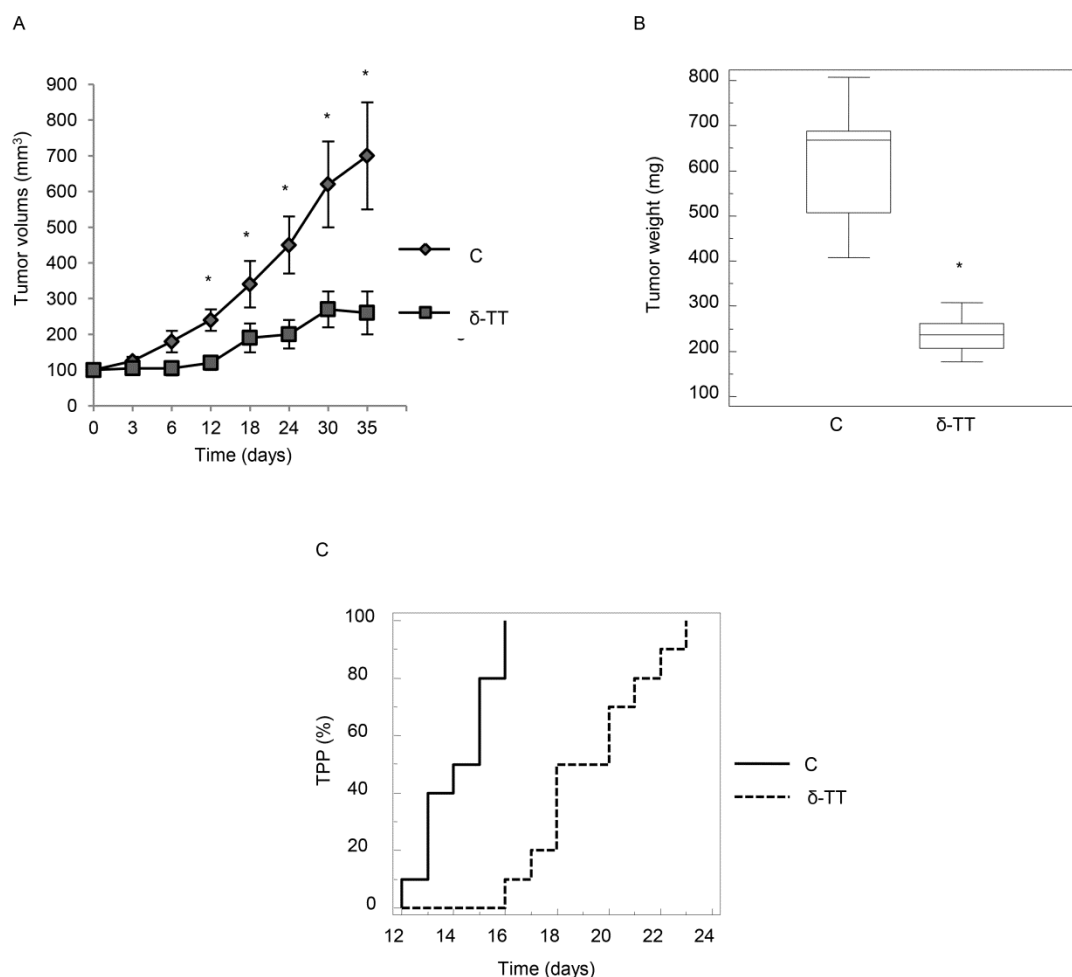 A
B
900
800
700
600
500
400
300
200
100
0
0 3 6 12 18 24 30 35
Tumor volums (mm³)
Time (days)
* * * * * *
C
δ-TT
800
700
600
500
400
300
200
100
Tumor weight (mg)
*
C δ-TT
C
100
80
60
40
20
0
TPP (%)
12 14 16 18 20 22 24
Time (days)
C
δ-TT